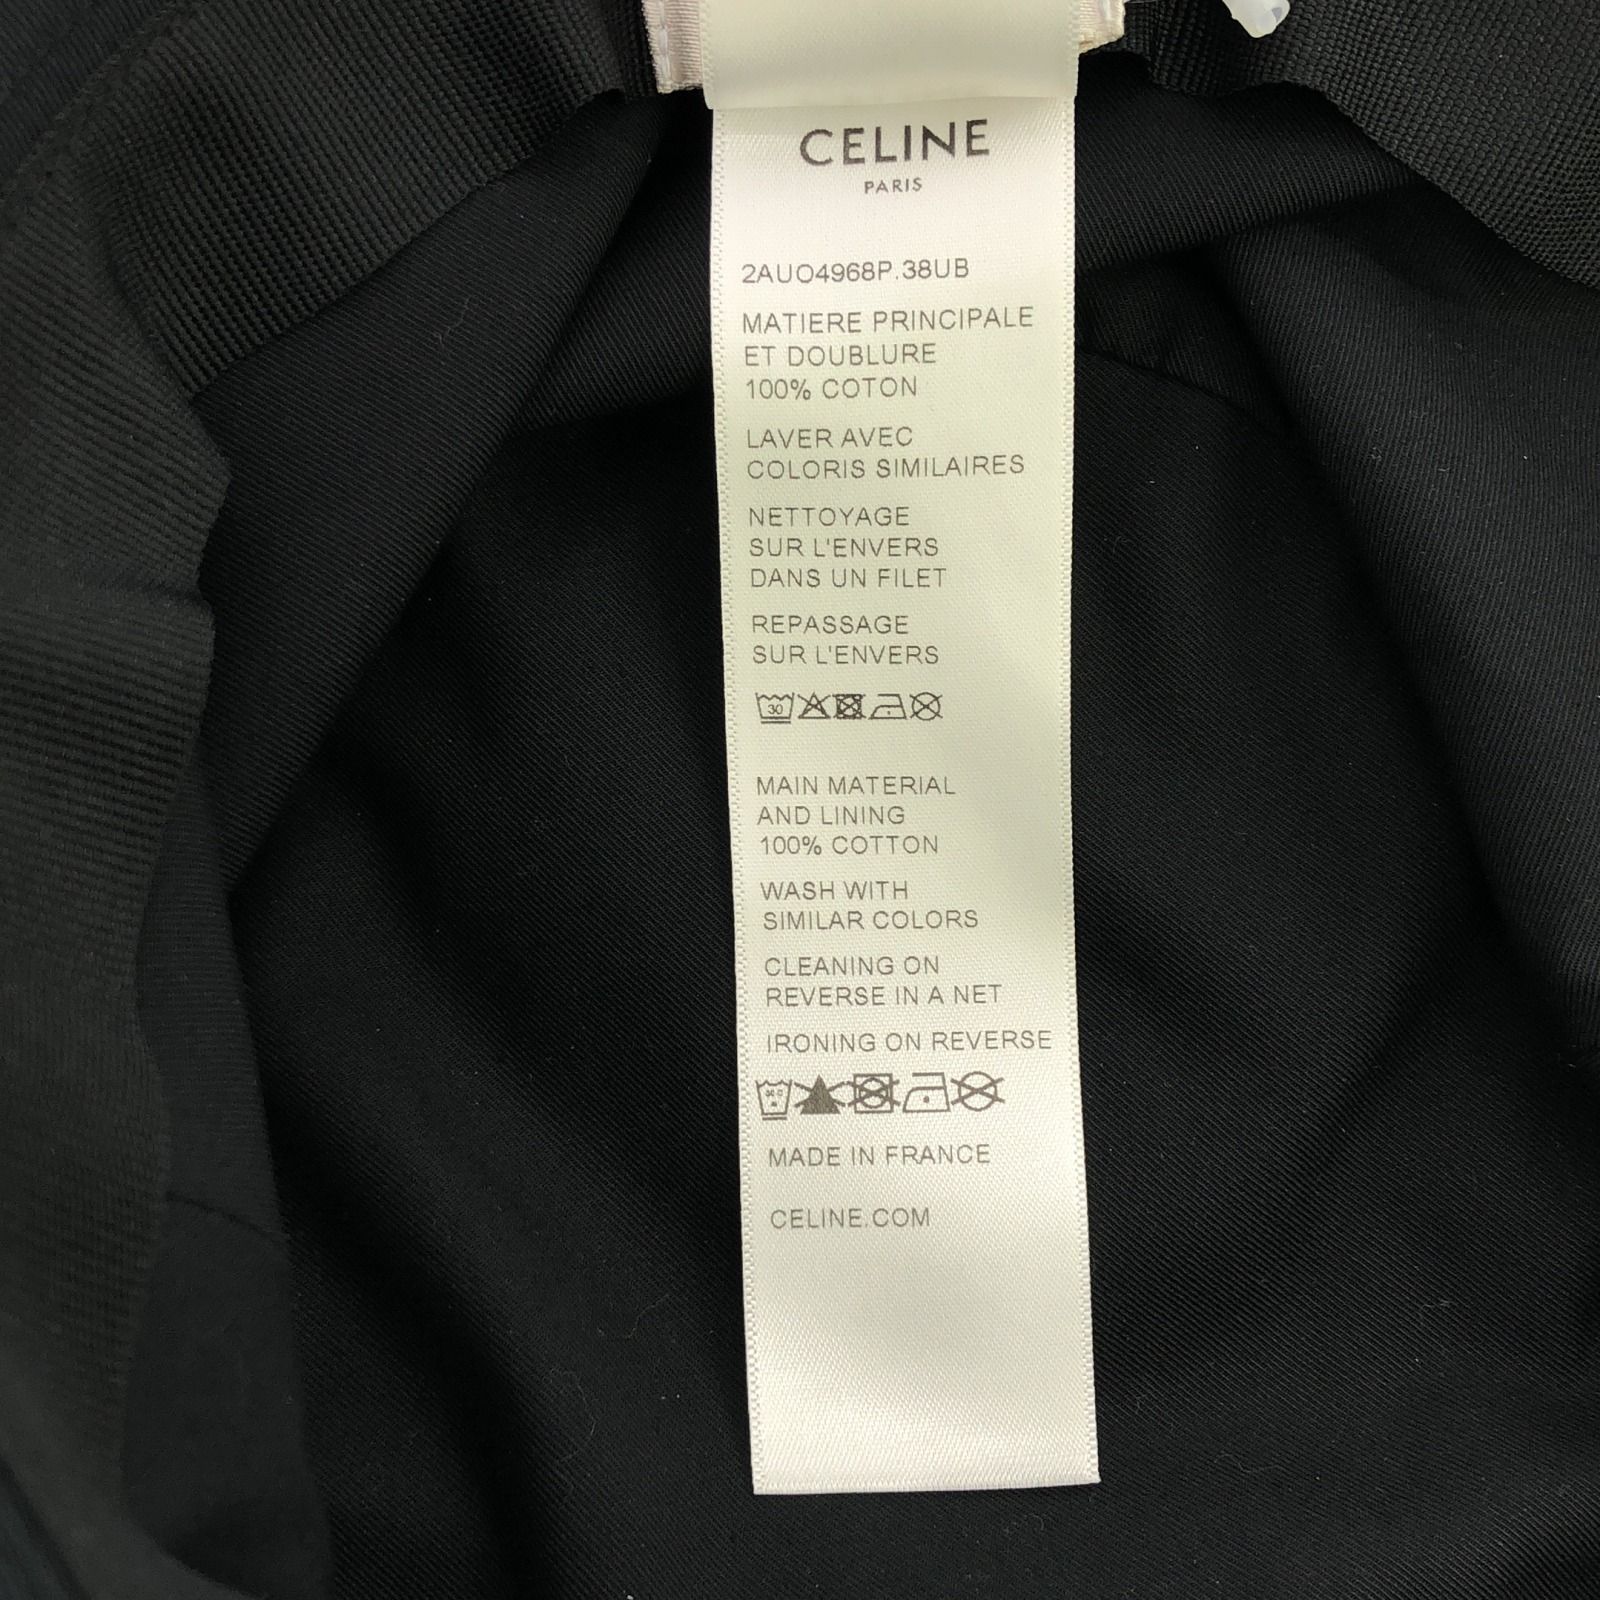 CELINE
PARIS
2AUO4968P.38UB
MATIERE PRINCIPALE
ET DOUBLURE
100% COTON
LAVER AVEC
COLORIS SIMILAIRES
NETTOYAGE
SUR L'ENVERS
DANS UN FILET
REPASSAGE
SUR L'ENVERS
30
MAIN MATERIAL
AND LINING
100% COTTON
WASH WITH
SIMILAR COLORS
CLEANING ON
REVERSE IN A NET
IRONING ON REVERSE
MADE IN FRANCE
CELINE.COM